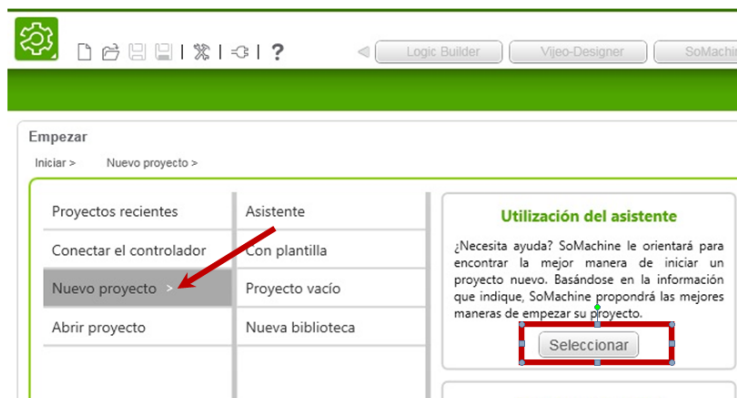 ?
Logic Builder
Vijeo-Designer
SoMachin
Empezar
Iniciar >
Nuevo proyecto >
Proyectos recientes
Conectar el controlador
Nuevo proyecto >
Abrir proyecto
Asistente
Con plantilla
Proyecto vacío
Nueva biblioteca
Utilización del asistente
¿Necesita ayuda? SoMachine le orientará para
encontrar la mejor manera de iniciar un
proyecto nuevo. Basándose en la información
que indique, SoMachine propondrá las mejores
maneras de empezar su proyecto.
Seleccionar